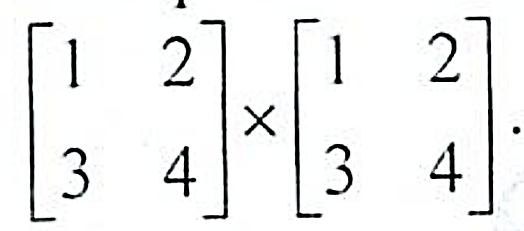 [1 2] × [1 2]
[3 4] [3 4].